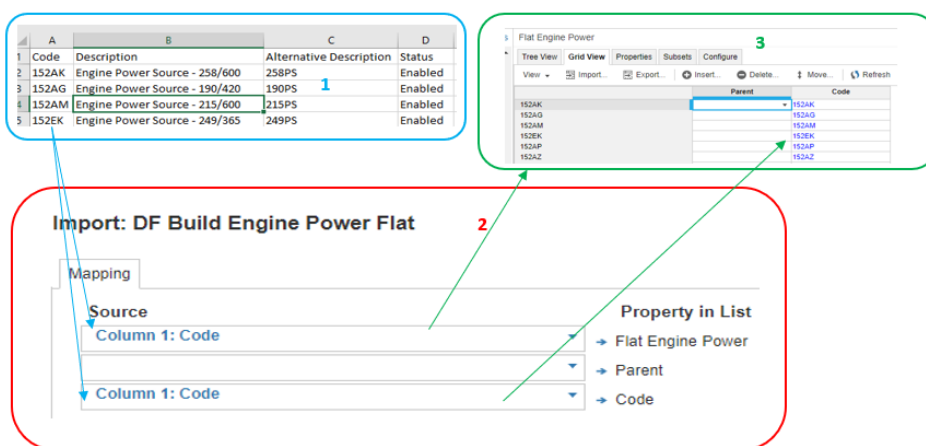 A B C D
1 Code Description Alternative Description Status
2 152AK Engine Power Source - 258/600 258PS Enabled
3 152AG Engine Power Source - 190/420 190PS Enabled
4 152AM Engine Power Source - 215/600 215PS Enabled
5 152EK Engine Power Source - 249/365 249PS Enabled
1
Flat Engine Power
3
Tree View Grid View Properties Subsets Configure
View Import... Export... Insert... Delete... Move... Refresh
Parent Code
152AK 152AK
152AG 152AG
152AM 152AM
152EK 152EK
152AP 152AP
152AZ 152AZ
Import: DF Build Engine Power Flat
2
Mapping
Source Property in List
Column 1: Code Flat Engine Power
Parent
Column 1: Code Code